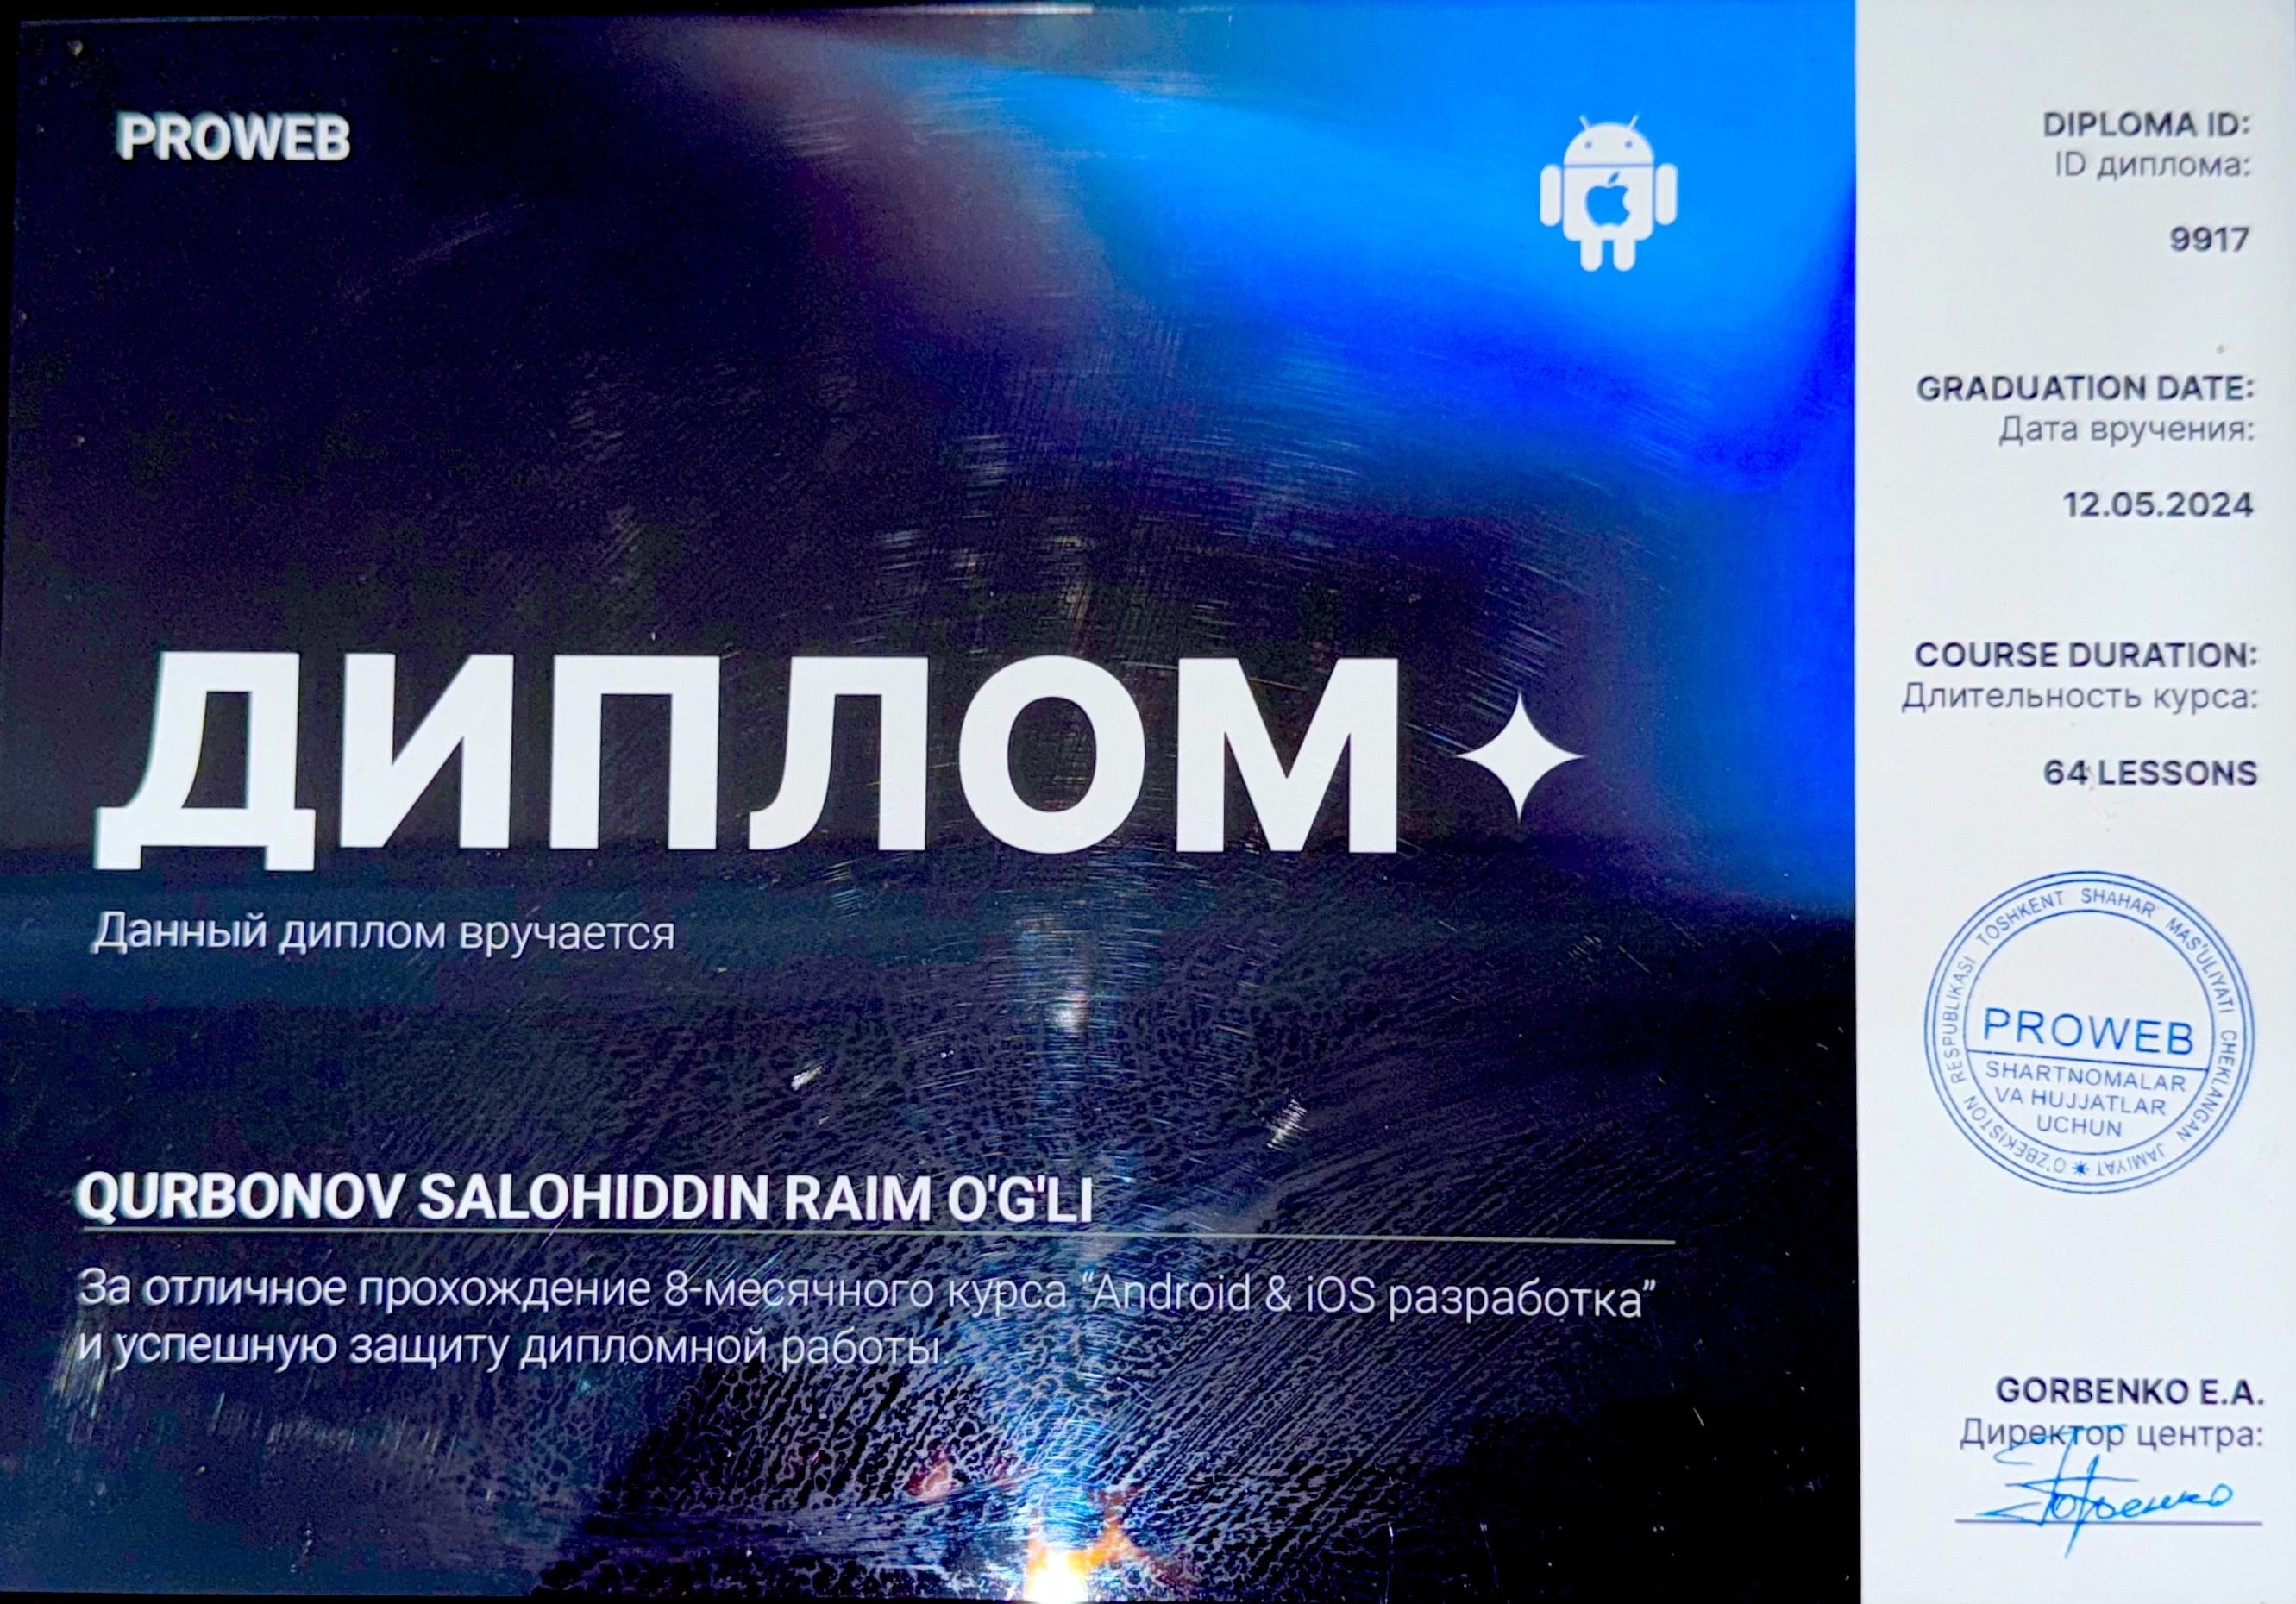 PROWEB
ДИПЛОМ
Данный диплом вручается
QURBONOV SALOHIDDIN RAIM O'G'LI
За отличное прохождение 8-месячного курса “Android & iOS разработка”
и успешную защиту дипломной работы.
DIPLOMA ID:
ID диплома:
9917
GRADUATION DATE:
Дата вручения:
12.05.2024
COURSE DURATION:
Длительность курса:
64 LESSONS
O'ZBEKISTON RESPUBLIKASI TOSHKENT SHAHAR MAS'ULIYATI CHEKLANGAN JAMIYAT
PROWEB
SHARTNOMALAR
VA HUJJATLAR
UCHUN
GORBENKO E.A.
Директор центра:
Горбенко